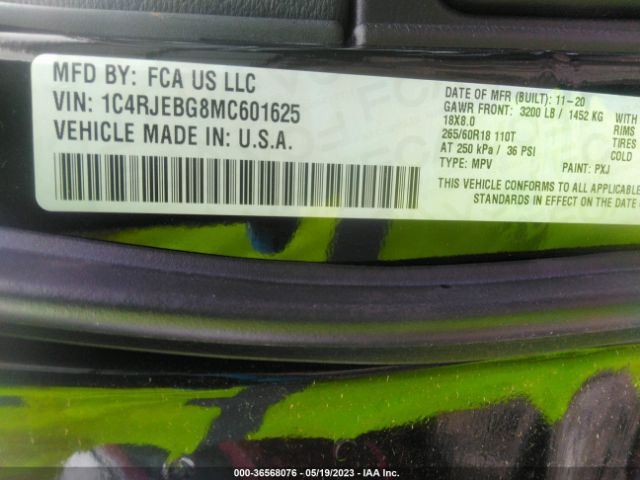 MFD BY: FCA US LLC
VIN: 1C4RJEBG8MC601625
VEHICLE MADE IN: U.S.A.
DATE OF MFR (BUILT): 11-20
GAWR FRONT: 3200 LB / 1452 KG WITH
18X8.0 RIMS
265/60R18 110T TIRES
AT 250 kPa / 36 PSI COLD
TYPE: MPV PAINT: PXJ
THIS VEHICLE CONFORMS TO ALL APPLICABLE
STANDARDS IN EFFECT ON THE DATE
000-36568076 - 05/19/2023 - IAA Inc.